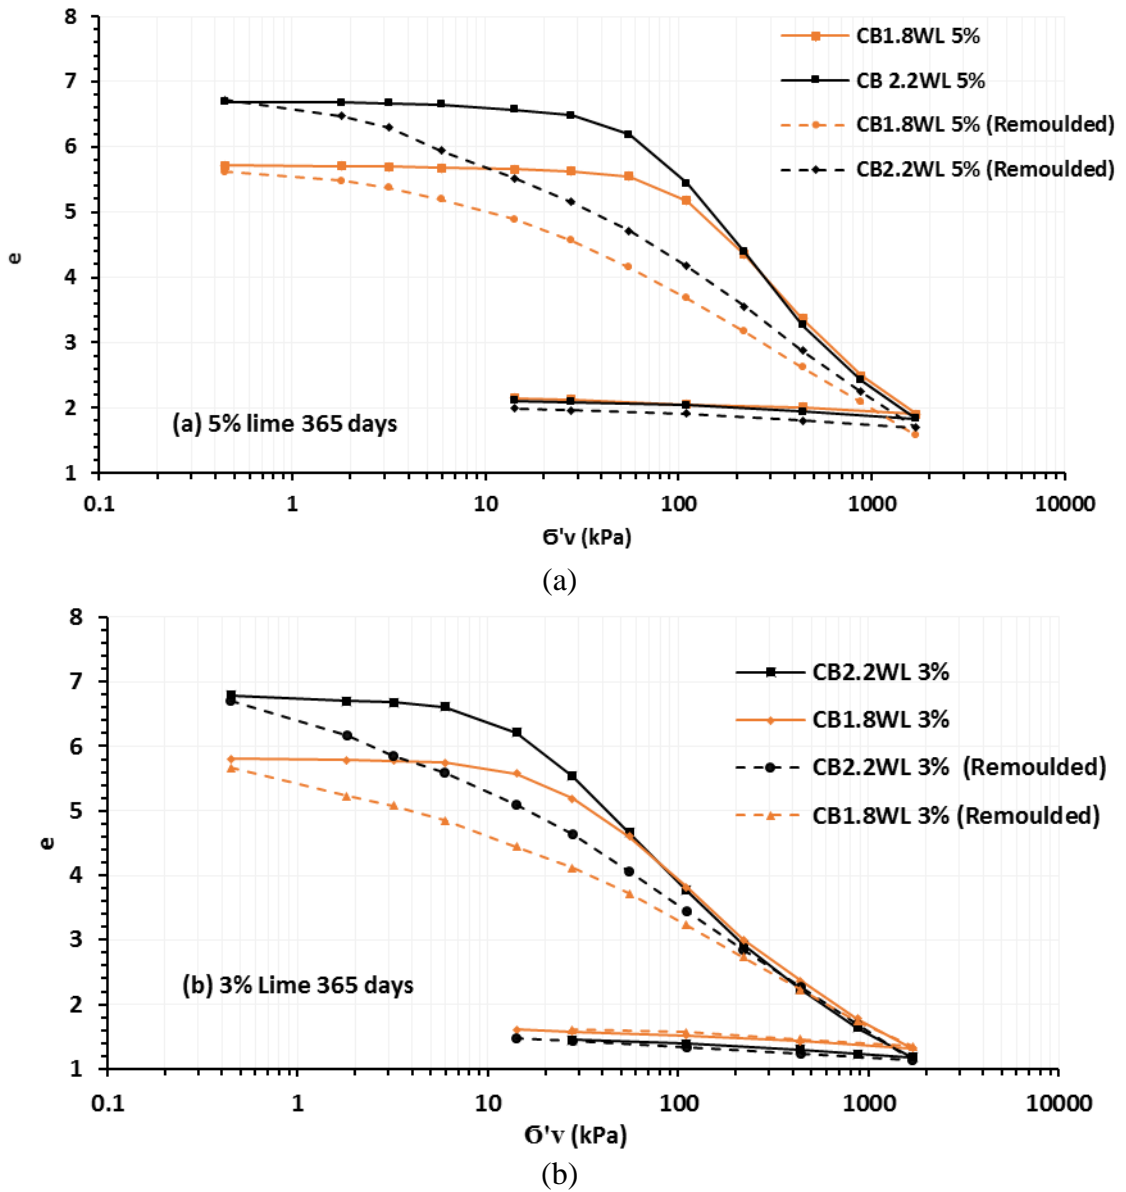 8
7
6
5
4
3
2
1
e
CB1.8WL 5%
CB 2.2WL 5%
CB1.8WL 5% (Remoulded)
CB2.2WL 5% (Remoulded)
(a) 5% lime 365 days
0.1 1 10 100 1000 10000
Ϭ'v (kPa)
(a)
8
7
6
5
4
3
2
1
e
CB2.2WL 3%
CB1.8WL 3%
CB2.2WL 3% (Remoulded)
CB1.8WL 3% (Remoulded)
(b) 3% Lime 365 days
0.1 1 10 100 1000 10000
Ϭ'v (kPa)
(b)